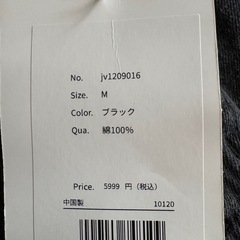 No. jv1209016
Size. M
Color. ブラック
Qua. 綿100%
Price. 5999 円（税込）
中国製 10120